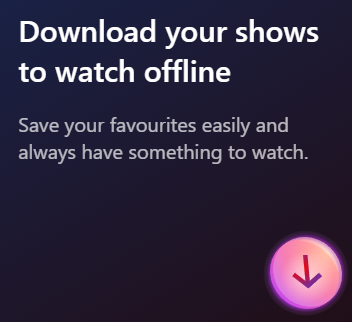 Download your shows
to watch offline
Save your favourites easily and
always have something to watch.